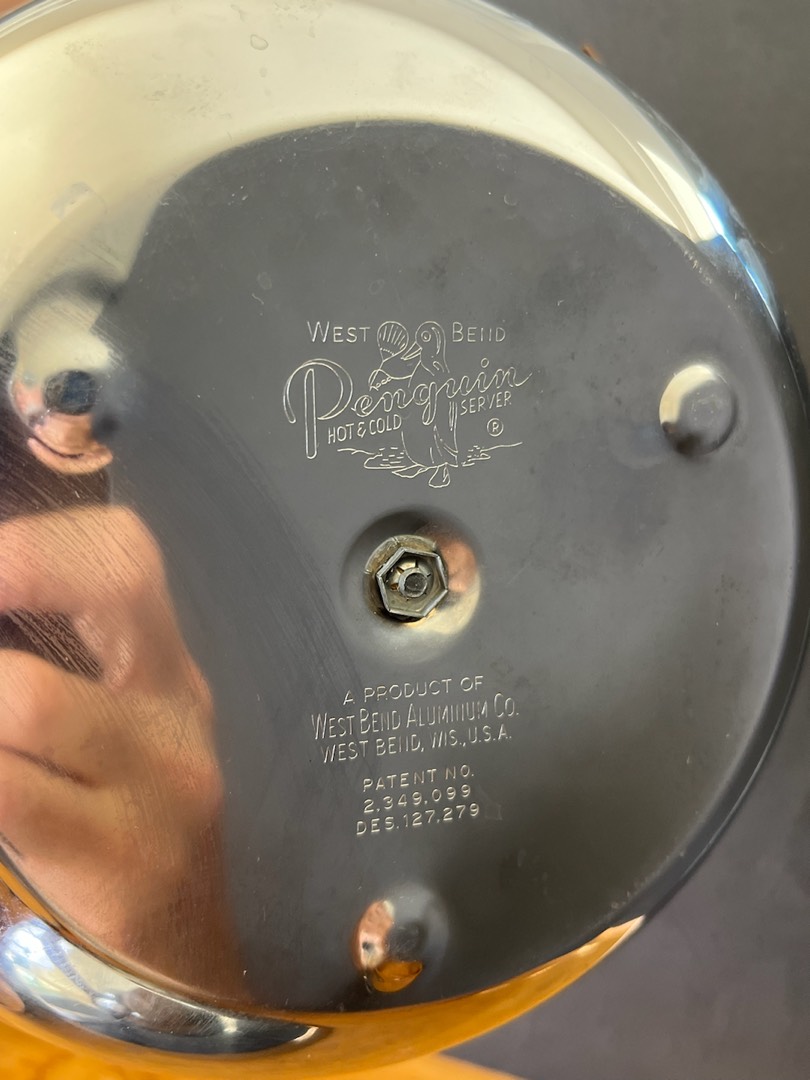 WEST BEND
Penguin
HOT & COLD SERVER
®
A PRODUCT OF
WEST BEND ALUMINUM CO.
WEST BEND, WIS., U.S.A.
PATENT NO.
2,349,099
DES. 127,279